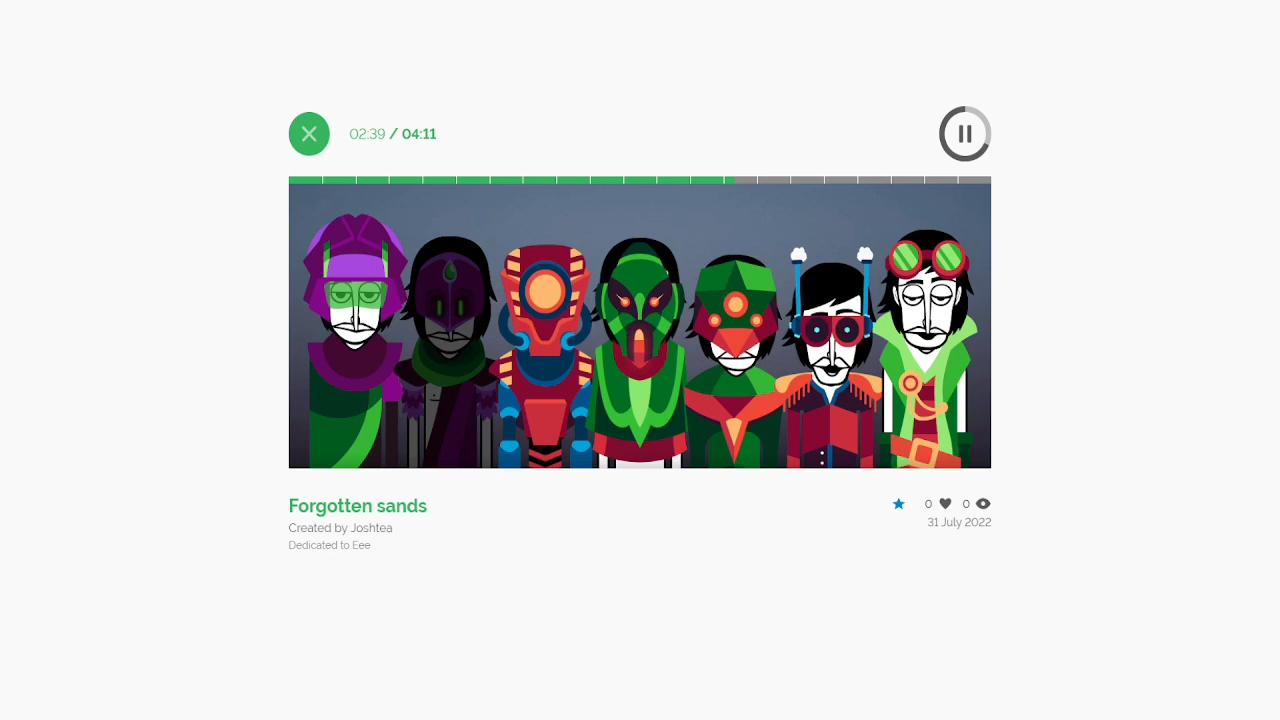 02:39 / 04:11
Forgotten sands
Created by Joshtea
Dedicated to Eee
0 0
31 July 2022